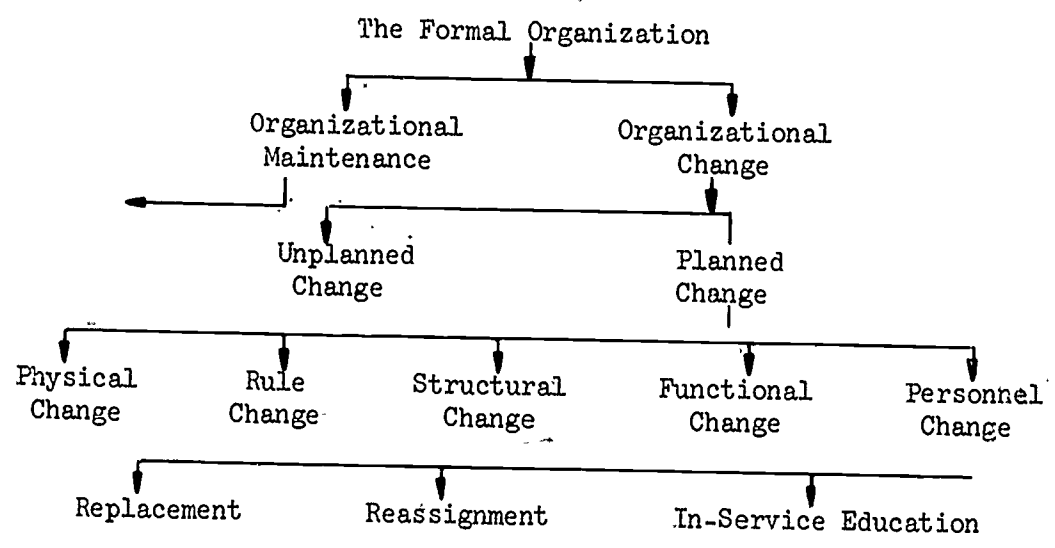 The Formal Organization
Organizational
Maintenance
Organizational
Change
Unplanned
Change
Planned
Change
Physical
Change
Rule
Change
Structural
Change
Functional
Change
Personnel
Change
Replacement
Reassignment
In-Service Education